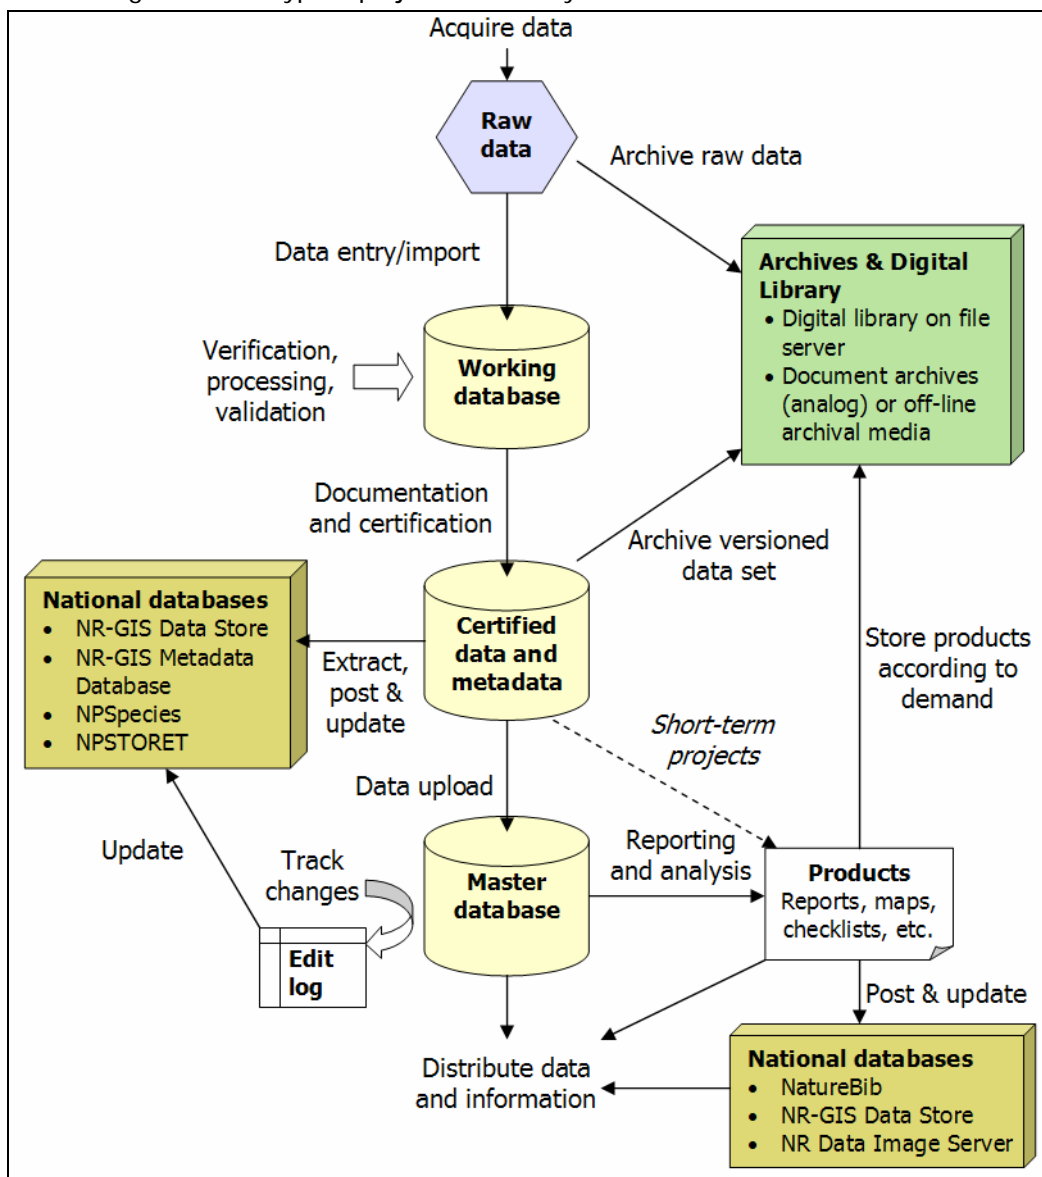 Acquire data
Raw
data
Archive raw data
Data entry/import
Archives & Digital
Library
• Digital library on file
server
• Document archives
(analog) or off-line
archival media
Verification,
processing,
validation
Working
database
Documentation
and certification
Archive versioned
data set
National databases
• NR-GIS Data Store
• NR-GIS Metadata
Database
• NPSpecies
• NPSTORET
Extract,
post &
update
Certified
data and
metadata
Store products
according to
demand
Short-term
projects
Data upload
Update
Track
changes
Master
database
Reporting
and analysis
Products
Reports, maps,
checklists, etc.
Edit
log
Post & update
Distribute data
and information
National databases
• NatureBib
• NR-GIS Data Store
• NR Data Image Server